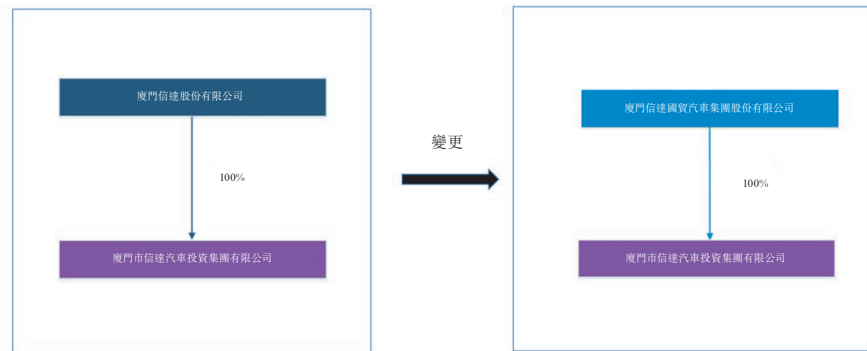 廈門信達股份有限公司
100%
廈門市信達汽車投資集團有限公司
變更
廈門信達國貿汽車集團股份有限公司
100%
廈門市信達汽車投資集團有限公司